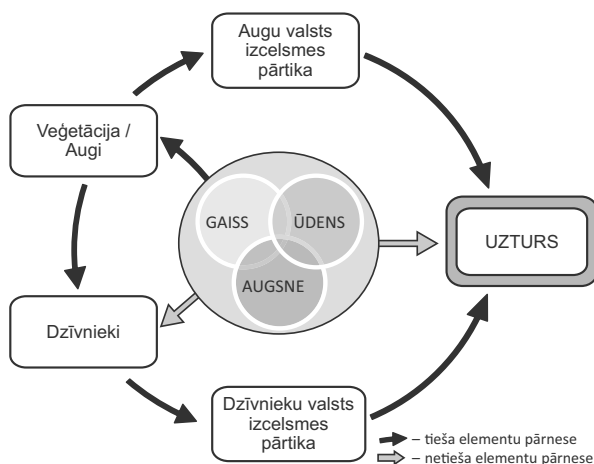 Augu valsts
izcelsmes
pārtika
Veģetācija /
Augi
GAISS
ŪDENS
AUGSNE
UZTURS
Dzīvnieki
Dzīvnieku valsts
izcelsmes
pārtika
– tieša elementu pārnese
– netieša elementu pārnese